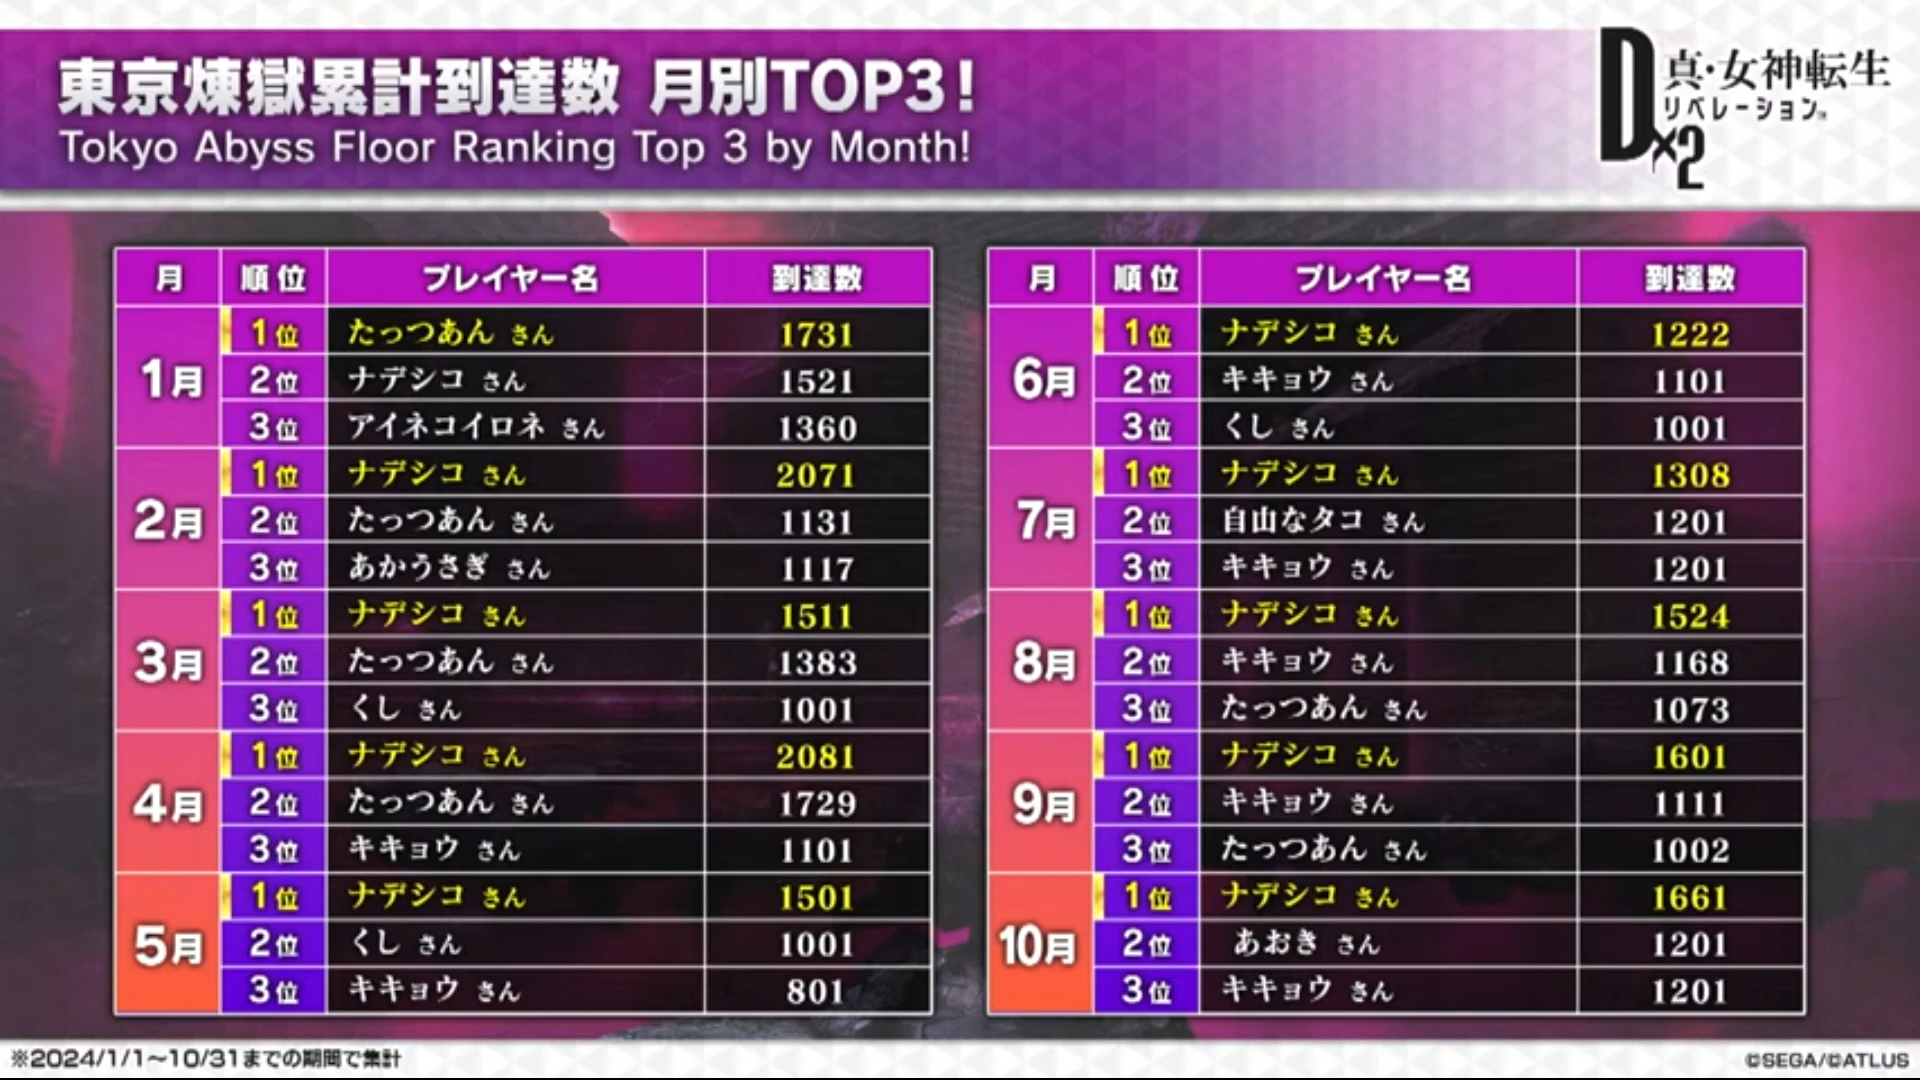 東京煉獄累計到達数 月別TOP3！
Tokyo Abyss Floor Ranking Top 3 by Month!
D×2 真・女神転生
リベレーション
月 順位 プレイヤー名 到達数
1月
1位 たっつあん さん 1731
2位 ナデシコ さん 1521
3位 アイネコイロネ さん 1360
2月
1位 ナデシコ さん 2071
2位 たっつあん さん 1131
3位 あかうさぎ さん 1117
3月
1位 ナデシコ さん 1511
2位 たっつあん さん 1383
3位 くし さん 1001
4月
1位 ナデシコ さん 2081
2位 たっつあん さん 1729
3位 キキョウ さん 1101
5月
1位 ナデシコ さん 1501
2位 くし さん 1001
3位 キキョウ さん 801
月 順位 プレイヤー名 到達数
6月
1位 ナデシコ さん 1222
2位 キキョウ さん 1101
3位 くし さん 1001
7月
1位 ナデシコ さん 1308
2位 自由なタコ さん 1201
3位 キキョウ さん 1201
8月
1位 ナデシコ さん 1524
2位 キキョウ さん 1168
3位 たっつあん さん 1073
9月
1位 ナデシコ さん 1601
2位 キキョウ さん 1111
3位 たっつあん さん 1002
10月
1位 ナデシコ さん 1661
2位 あおき さん 1201
3位 キキョウ さん 1201
※2024/1/1～10/31までの期間で集計
©SEGA/©ATLUS